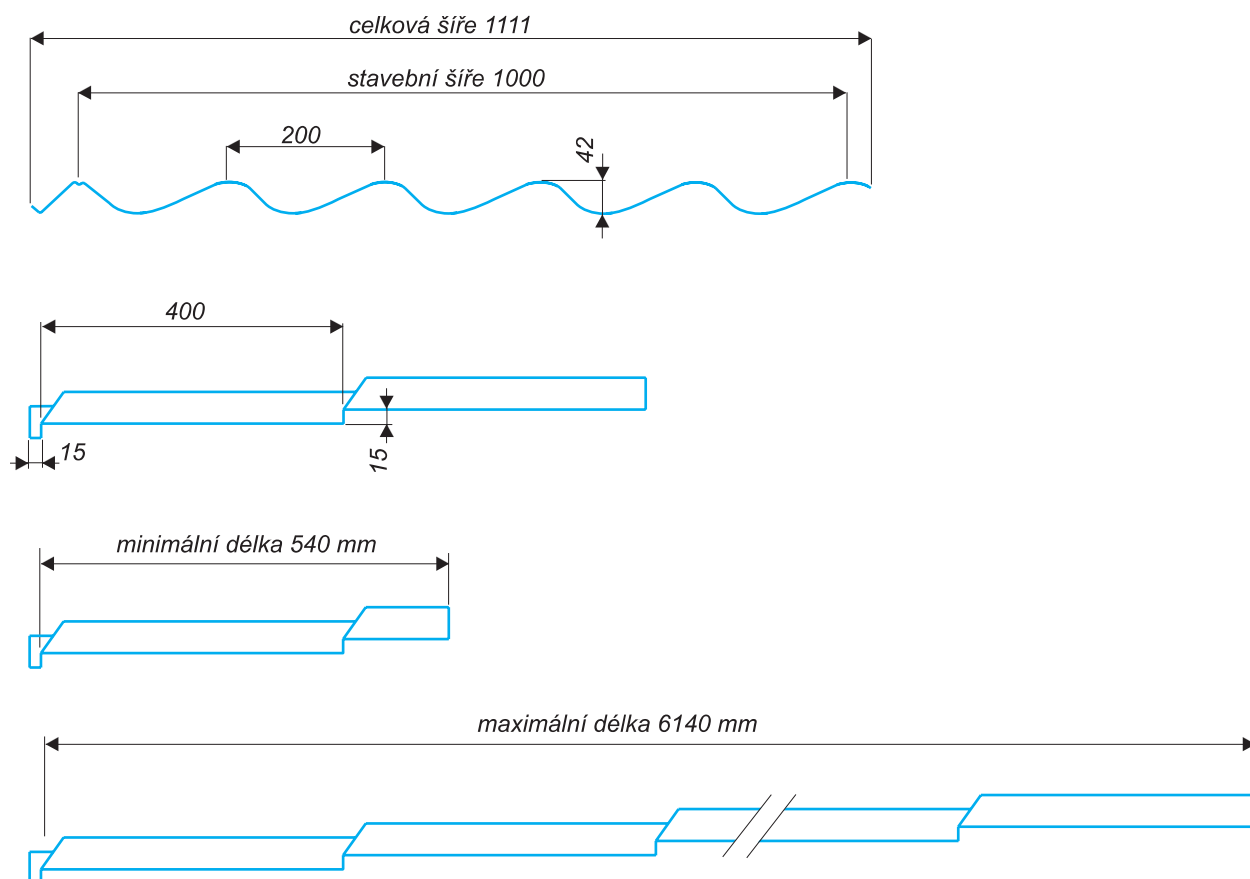 celková šíře 1111
stavební šíře 1000
200
42
400
15
15
minimální délka 540 mm
maximální délka 6140 mm